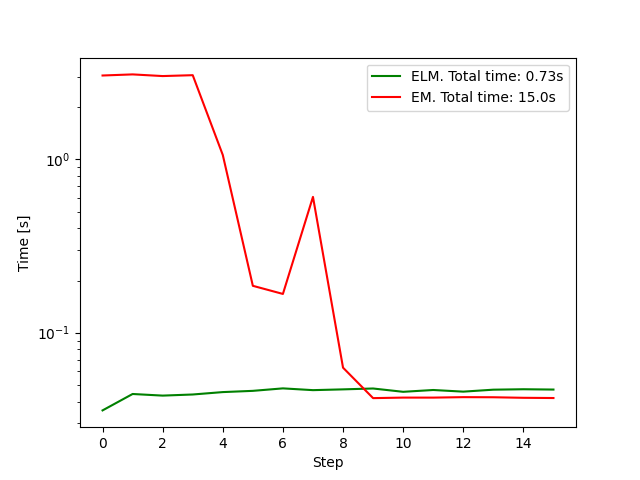 ELM. Total time: 0.73s
EM. Total time: 15.0s
10⁰
10⁻¹
Time [s]
0 2 4 6 8 10 12 14
Step